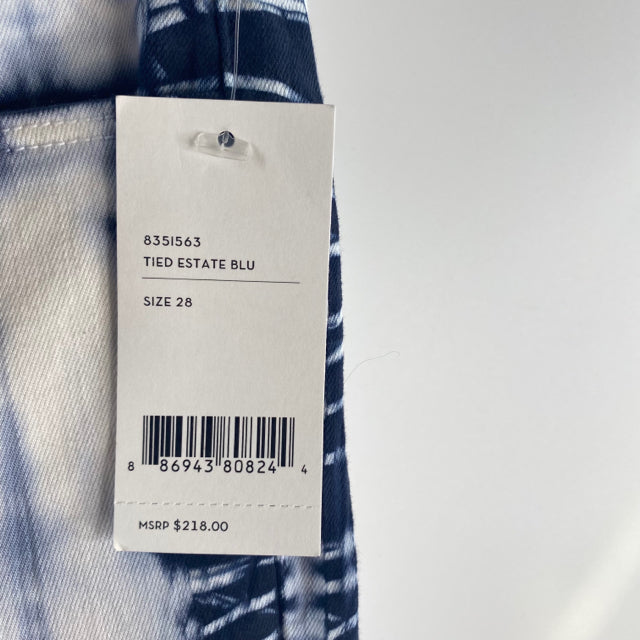 8351563
TIED ESTATE BLU
SIZE 28
8 86943 80824 4
MSRP $218.00